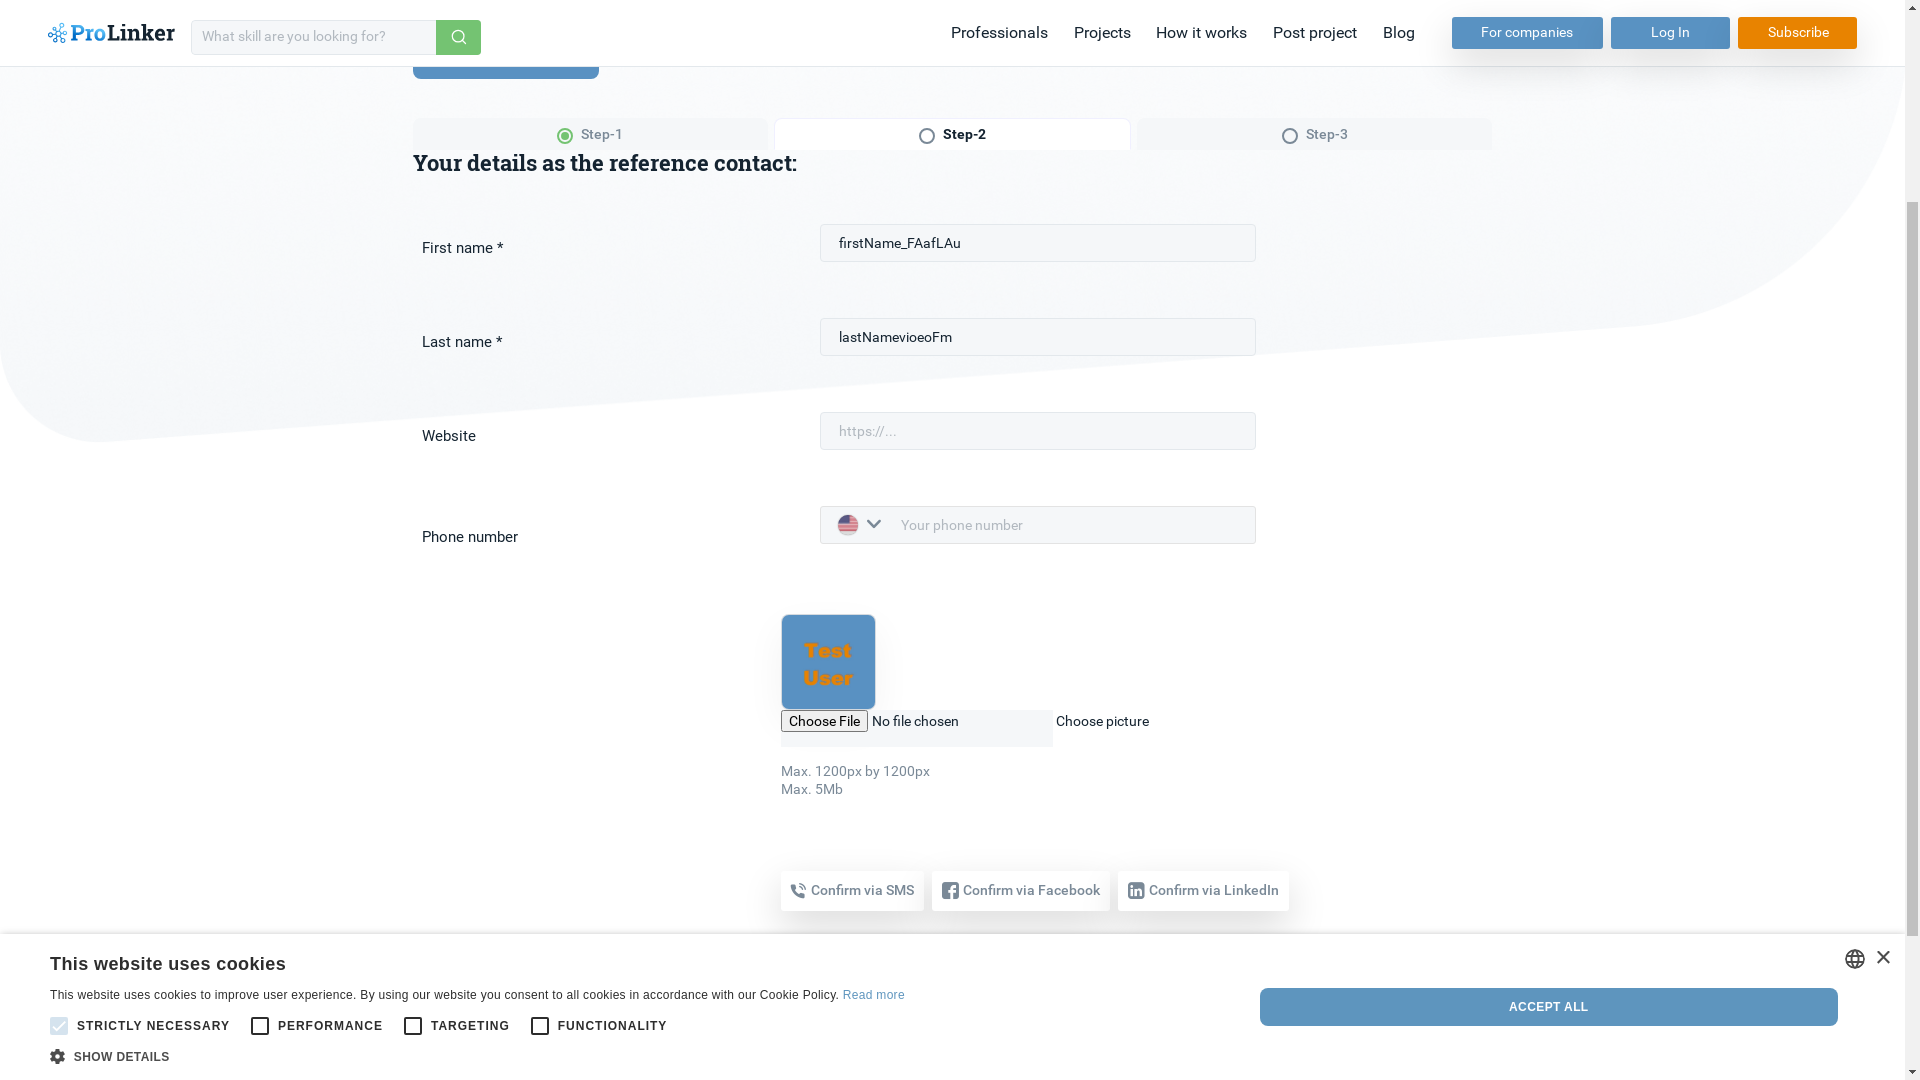 ProLinker
What skill are you looking for?
Professionals
Projects
How it works
Post project
Blog
For companies
Log In
Subscribe
Step-1
Step-2
Step-3
Your details as the reference contact:
First name *
firstName_FAafLAu
Last name *
lastNamevioeoFm
Website
https://...
Phone number
Your phone number
Test
User
Choose File No file chosen
Choose picture
Max. 1200px by 1200px
Max. 5Mb
Confirm via SMS
Confirm via Facebook
Confirm via LinkedIn
This website uses cookies
×
This website uses cookies to improve user experience. By using our website you consent to all cookies in accordance with our Cookie Policy. Read more
STRICTLY NECESSARY
PERFORMANCE
TARGETING
FUNCTIONALITY
SHOW DETAILS
ACCEPT ALL